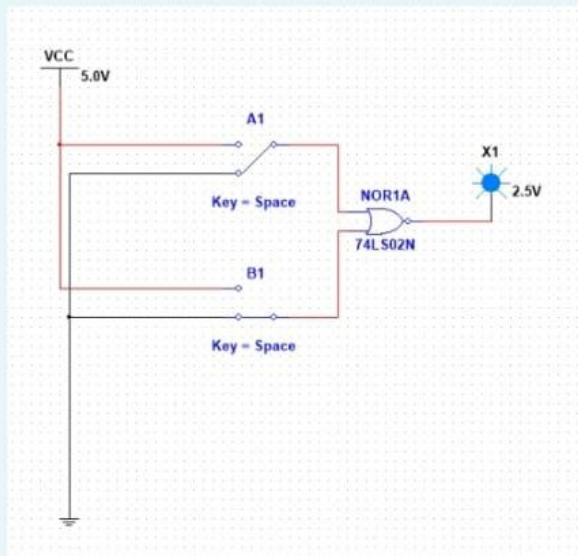 VCC
5.0V
A1
X1
Key = Space
NOR1A
2.5V
74LS02N
B1
Key = Space